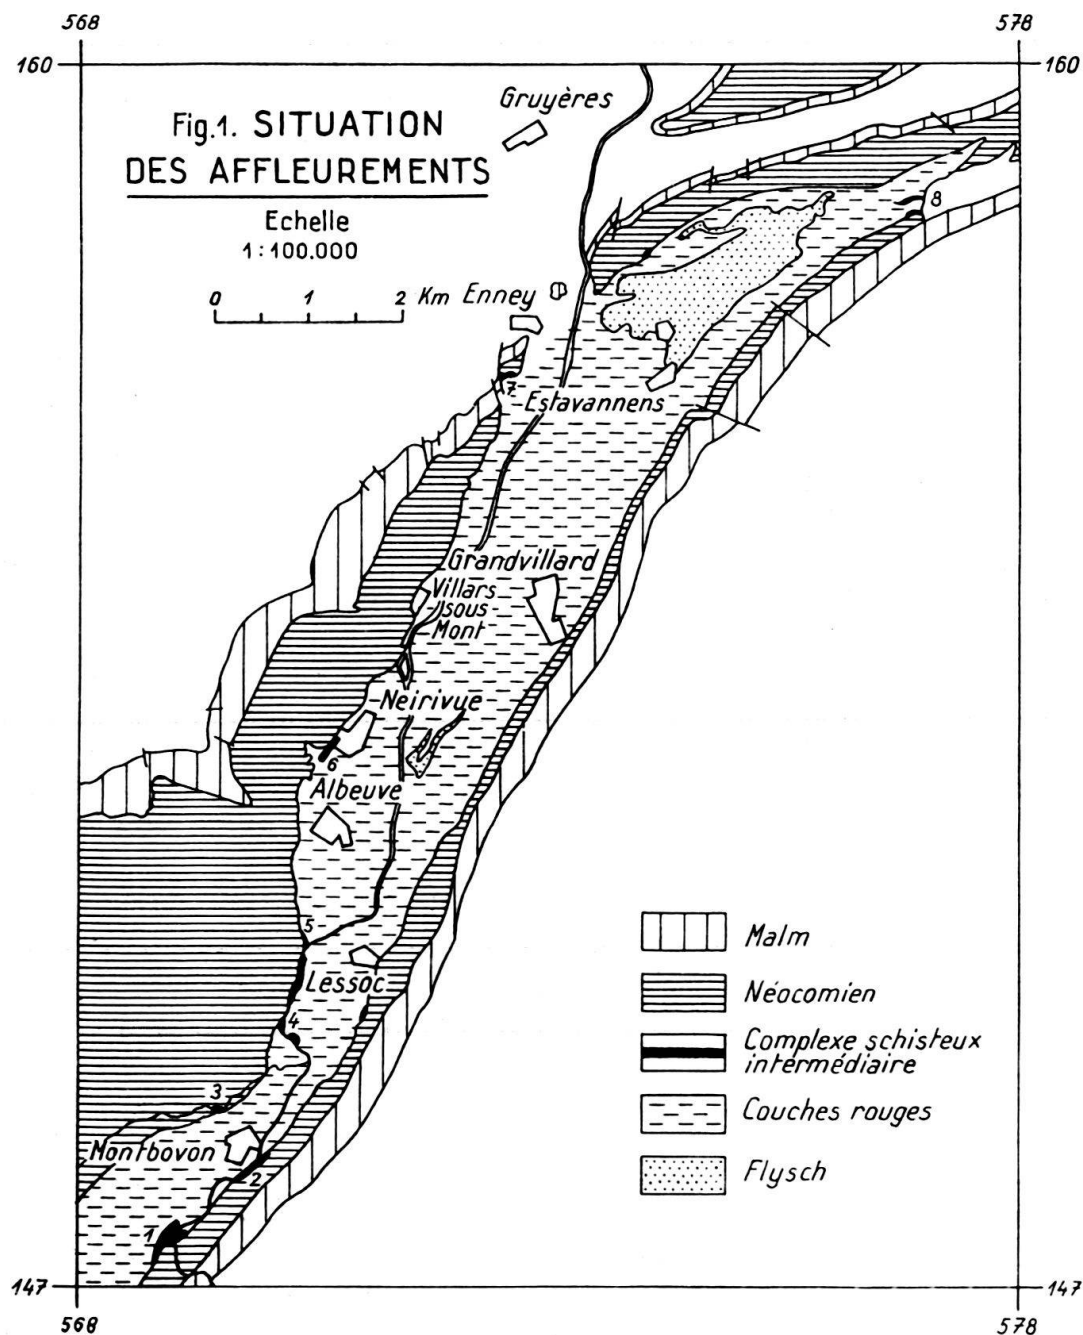 568
578
160
160
Fig.1. SITUATION
DES AFFLEUREMENTS
Echelle
1:100.000
0 1 2 Km
Gruyères
8
Enney
7
Estavannens
Grandvillard
Villars
sous
Mont
Neirivue
6
Albeuve
5
Lessoc
4
3
Montbovon
2
1
Malm
Néocomien
Complexe schisteux
intermédiaire
Couches rouges
Flysch
147
147
568
578